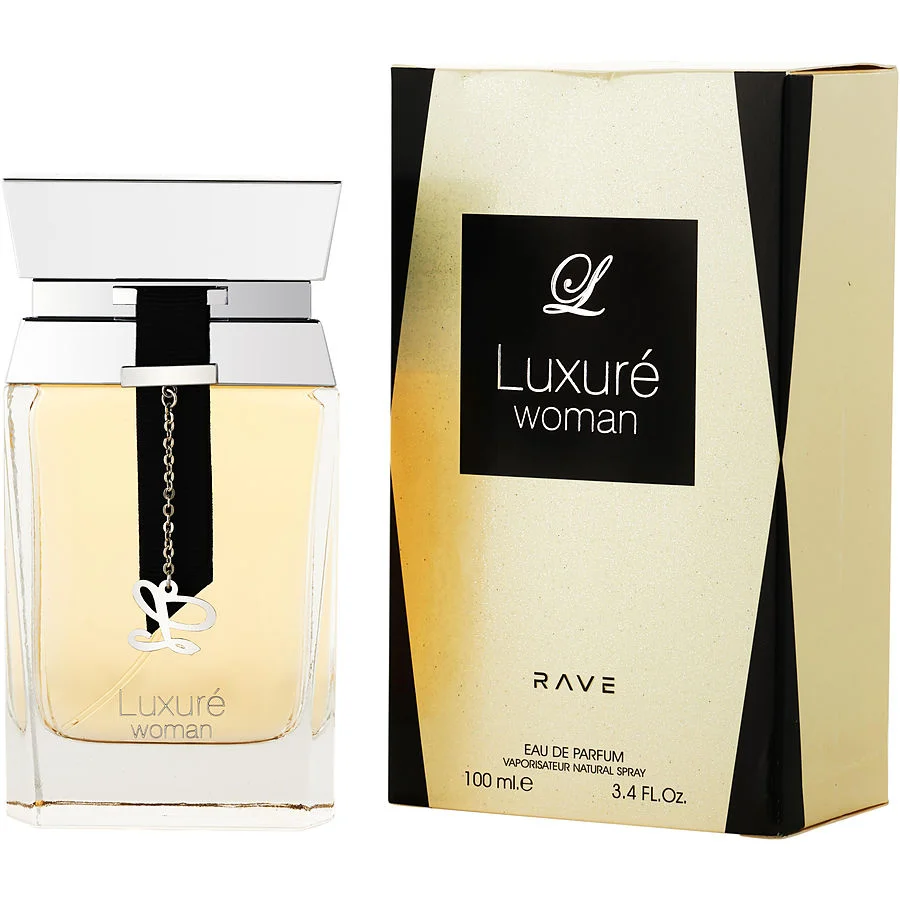 Luxuré
woman
L
Luxuré
woman
RAVE
EAU DE PARFUM
VAPORISATEUR NATURAL SPRAY
100 ml.e
3.4 FL.Oz.